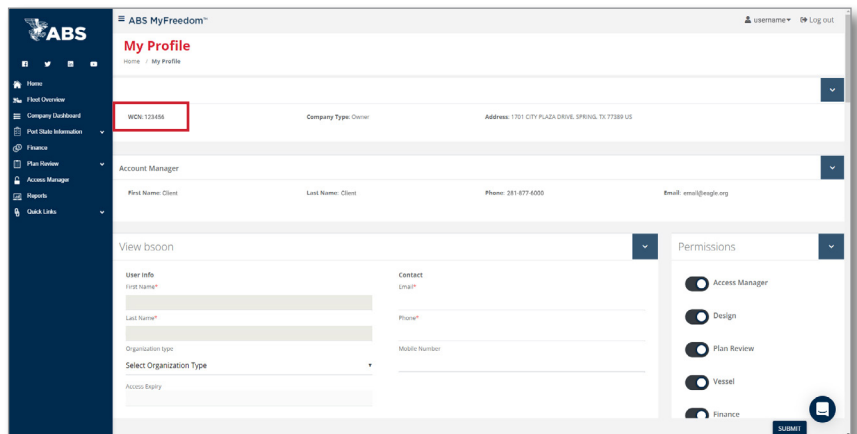 ABS
ABS MyFreedom™
username
Log out
My Profile
Home / My Profile
Home
Fleet Overview
Company Dashboard
Port State Information
Finance
Plan Review
Access Manager
Reports
Quick Links
WCN: 123456
Company Type: Owner
Address: 1701 CITY PLAZA DRIVE, SPRING, TX 77389 US
Account Manager
First Name: Client
Last Name: Client
Phone: 281-877-6000
Email: email@eagle.org
View bsoon
User Info
First Name*
Last Name*
Organization type
Select Organization Type
Access Expiry
Contact
Email*
Phone*
Mobile Number
Permissions
Access Manager
Design
Plan Review
Vessel
Finance
SUBMIT